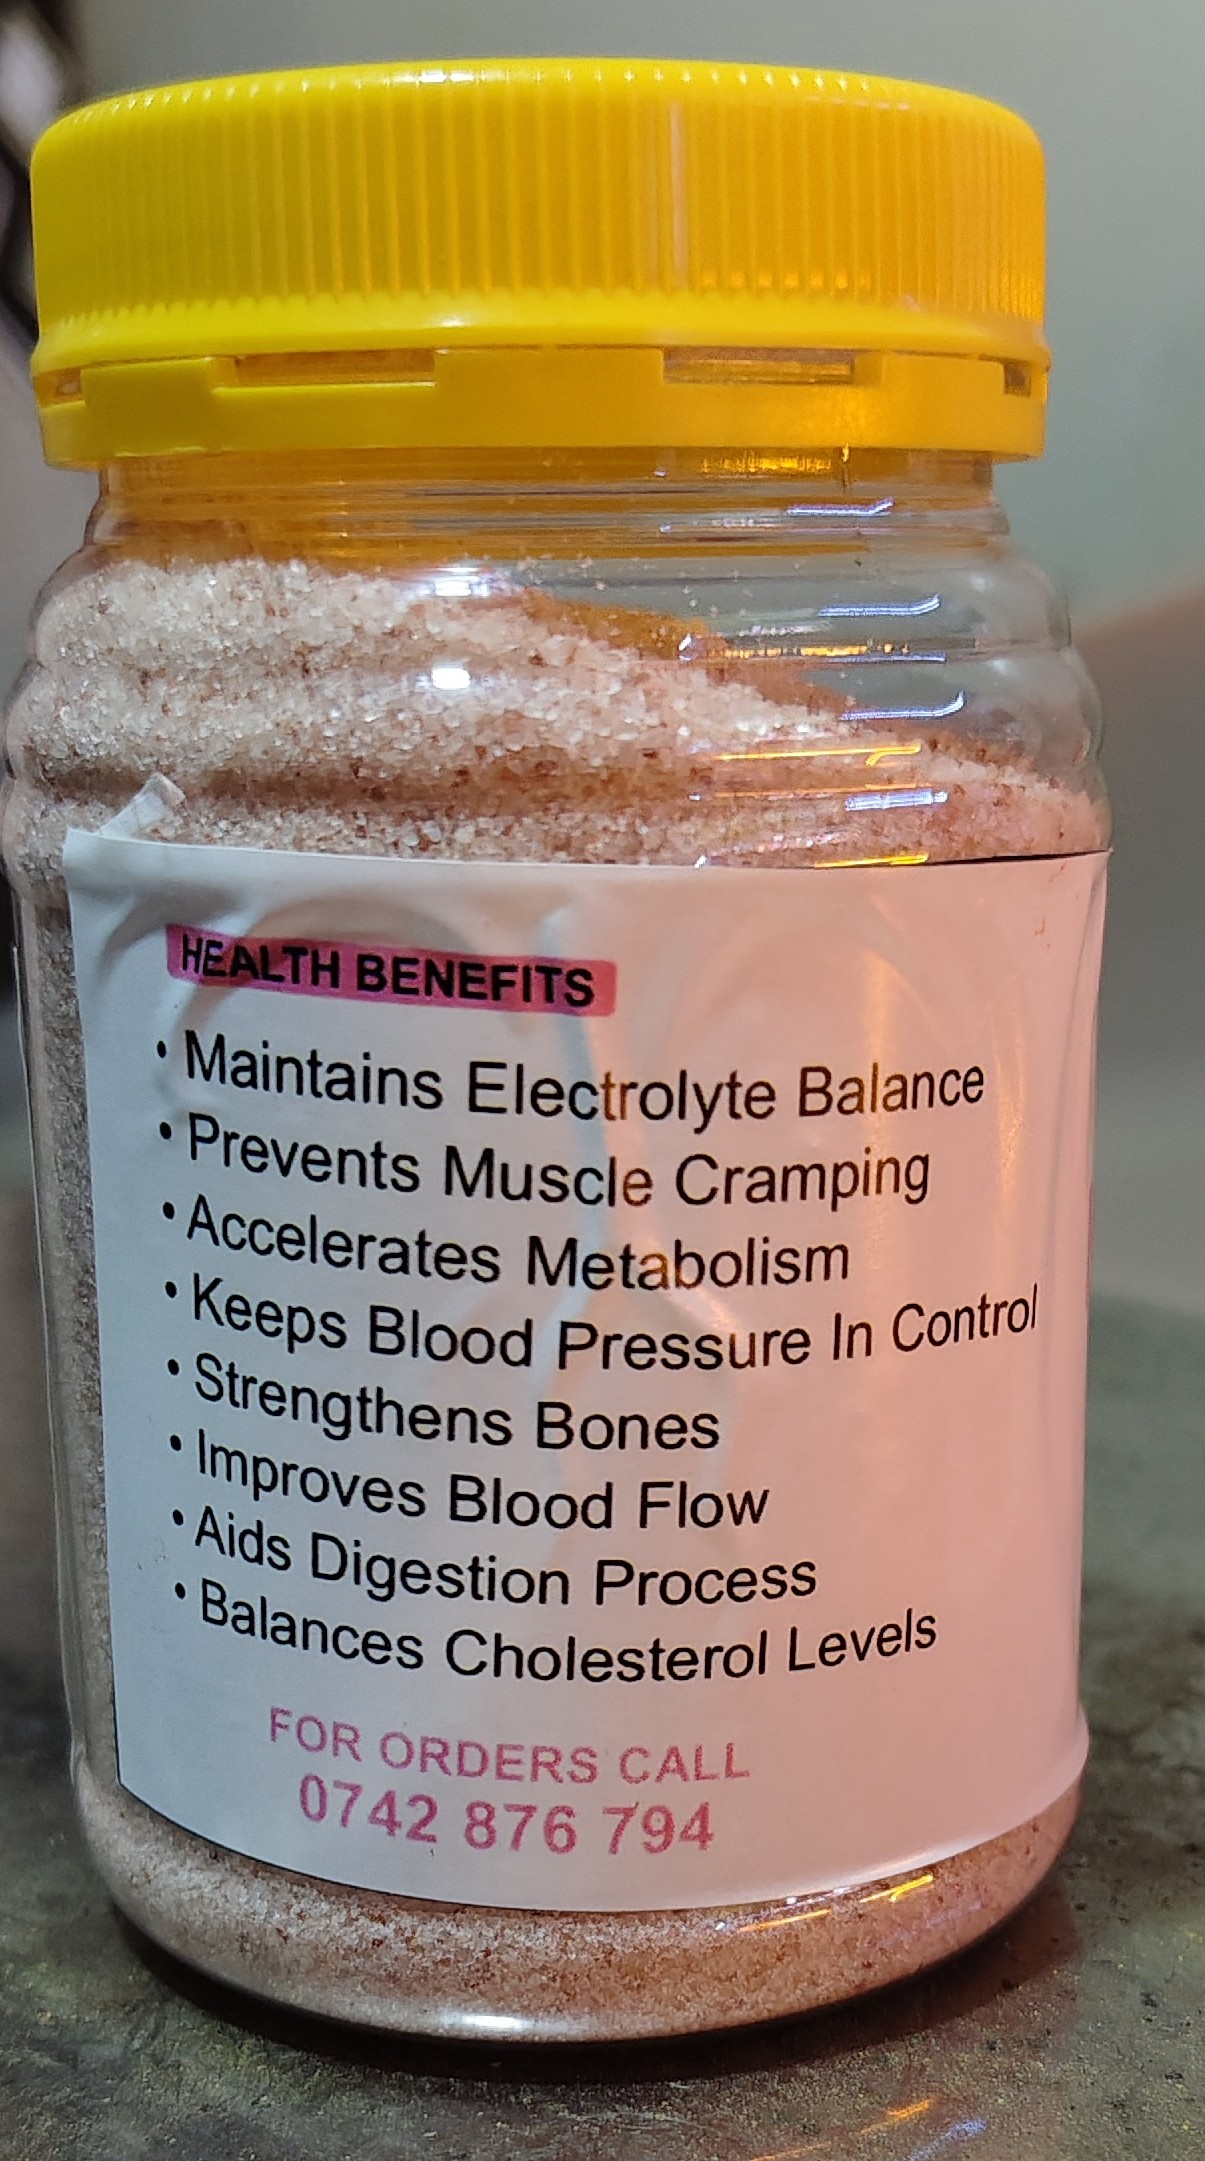 HEALTH BENEFITS
• Maintains Electrolyte Balance
• Prevents Muscle Cramping
• Accelerates Metabolism
• Keeps Blood Pressure In Control
• Strengthens Bones
• Improves Blood Flow
• Aids Digestion Process
• Balances Cholesterol Levels
FOR ORDERS CALL
0742 876 794